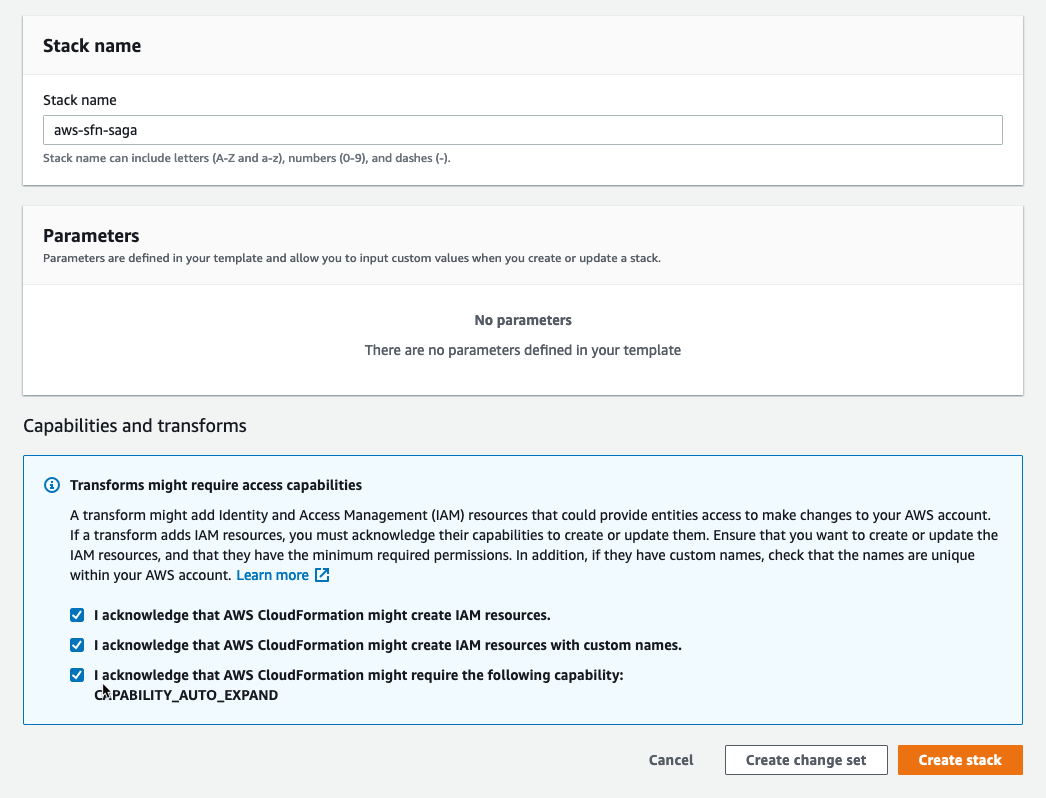 Stack name
Stack name
aws-sfn-saga
Stack name can include letters (A-Z and a-z), numbers (0-9), and dashes (-).
Parameters
Parameters are defined in your template and allow you to input custom values when you create or update a stack.
No parameters
There are no parameters defined in your template
Capabilities and transforms
Transforms might require access capabilities
A transform might add Identity and Access Management (IAM) resources that could provide entities access to make changes to your AWS account.
If a transform adds IAM resources, you must acknowledge their capabilities to create or update them. Ensure that you want to create or update the
IAM resources, and that they have the minimum required permissions. In addition, if they have custom names, check that the names are unique
within your AWS account. Learn more
I acknowledge that AWS CloudFormation might create IAM resources.
I acknowledge that AWS CloudFormation might create IAM resources with custom names.
I acknowledge that AWS CloudFormation might require the following capability:
CAPABILITY_AUTO_EXPAND
Cancel
Create change set
Create stack